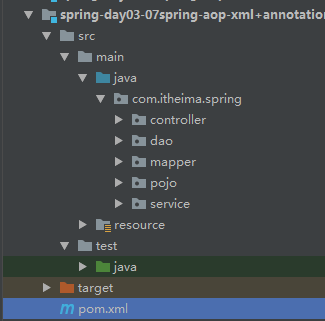 spring-day03-07spring-aop-xml+annotation
src
main
java
com.itheima.spring
controller
dao
mapper
pojo
service
resource
test
java
target
pom.xml